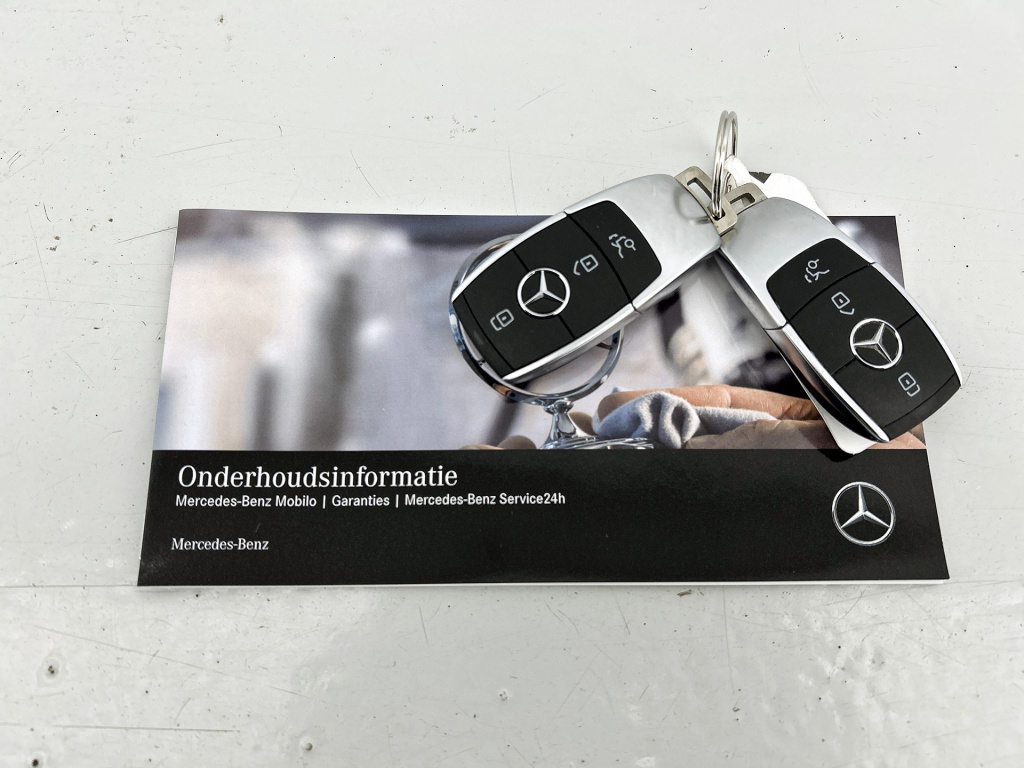 Onderhoudsinformatie
Mercedes-Benz Mobilo | Garanties | Mercedes-Benz Service24h
Mercedes-Benz